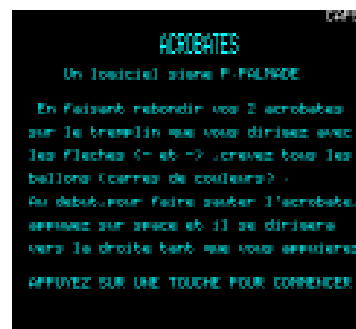 CAPS
ACROBATES
Un logiciel signe P-PALMADE
En faisant rebondir vos 2 acrobates
sur le tremplin que vous dirigez avec
les fleches <- et -> ,crevez tous les
ballons (carres de couleurs) .
Au debut,pour faire sauter l'acrobate,
appuyez sur space et il se dirigera
vers la droite tant que vous appuierez
APPUYEZ SUR UNE TOUCHE POUR COMMENCER